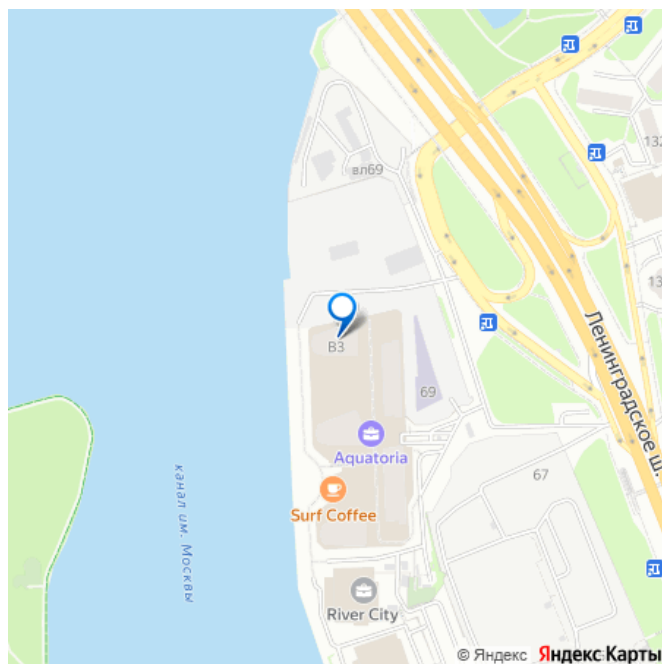 132
вл69
13
Ленинградское ш.
В3
69
Aquatoria
67
Surf Coffee
канал им. Москвы
River City
© Яндекс Яндекс Карты